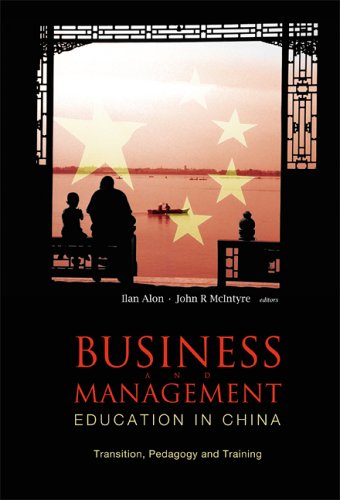 Ilan Alon · John R McIntyre editors
BUSINESS
AND
MANAGEMENT
EDUCATION IN CHINA
Transition, Pedagogy and Training